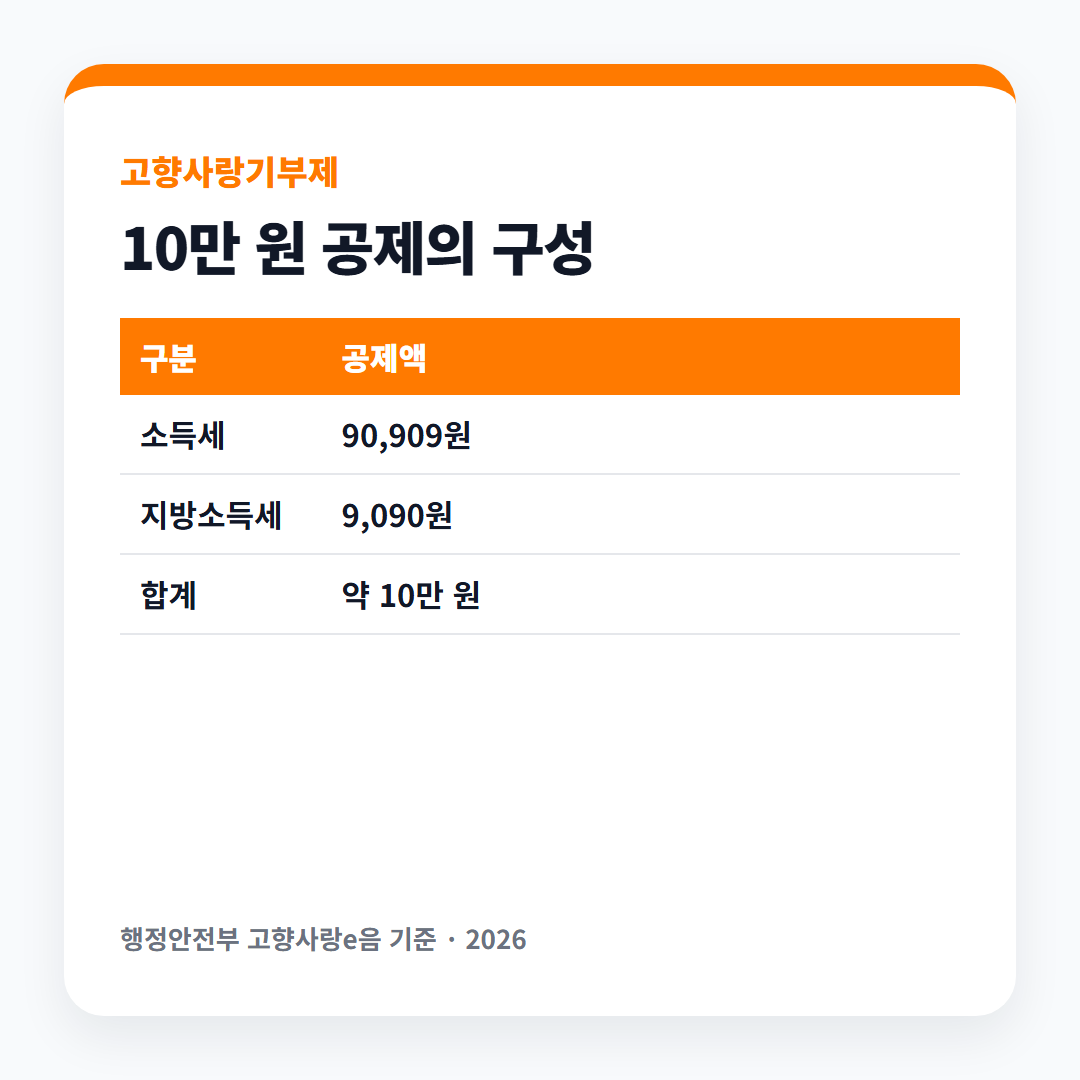 고향사랑기부제
10만 원 공제의 구성
구분 공제액
소득세 90,909원
지방소득세 9,090원
합계 약 10만 원
행정안전부 고향사랑e음 기준 · 2026